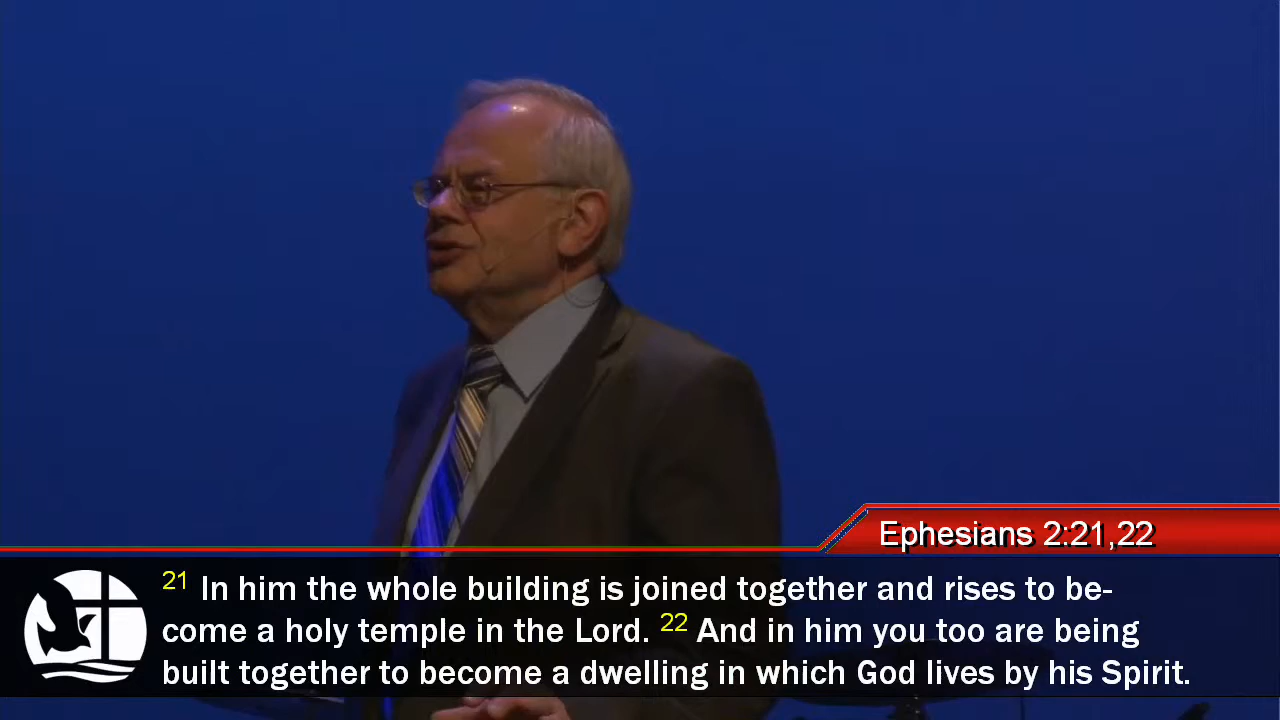 Ephesians 2:21,22
21 In him the whole building is joined together and rises to be-
come a holy temple in the Lord. 22 And in him you too are being
built together to become a dwelling in which God lives by his Spirit.